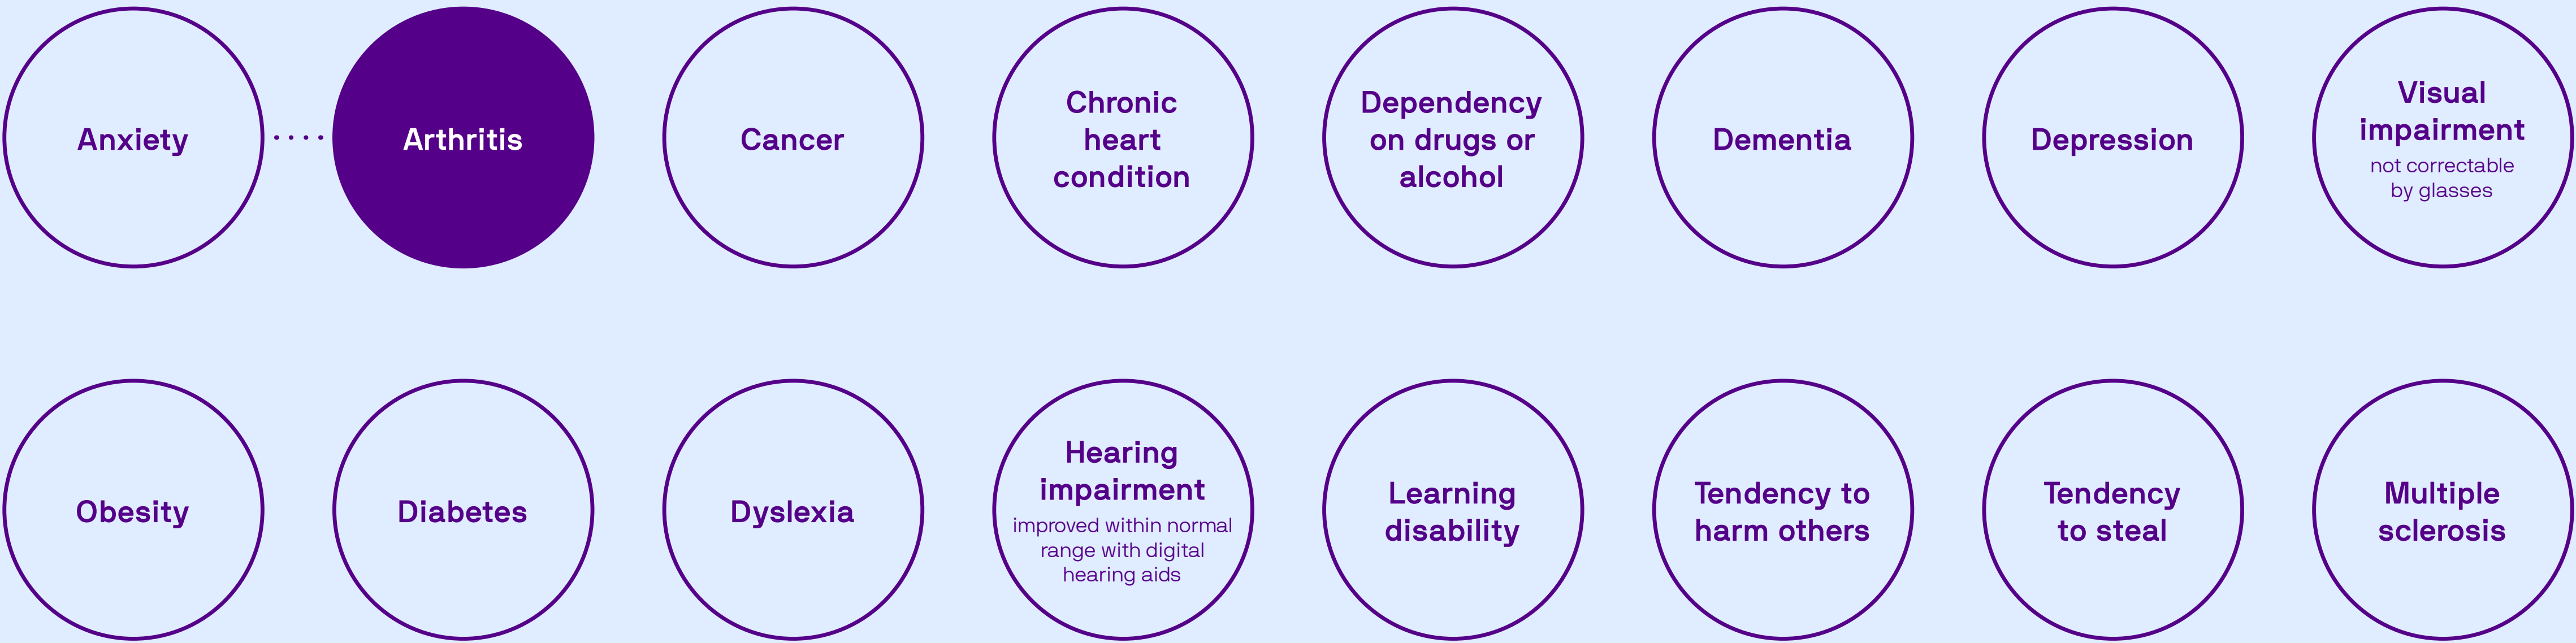 Anxiety
Arthritis
Cancer
Chronic
heart
condition
Dependency
on drugs or
alcohol
Dementia
Depression
Visual
impairment
not correctable
by glasses
Obesity
Diabetes
Dyslexia
Hearing
impairment
improved within normal
range with digital
hearing aids
Learning
disability
Tendency to
harm others
Tendency
to steal
Multiple
sclerosis